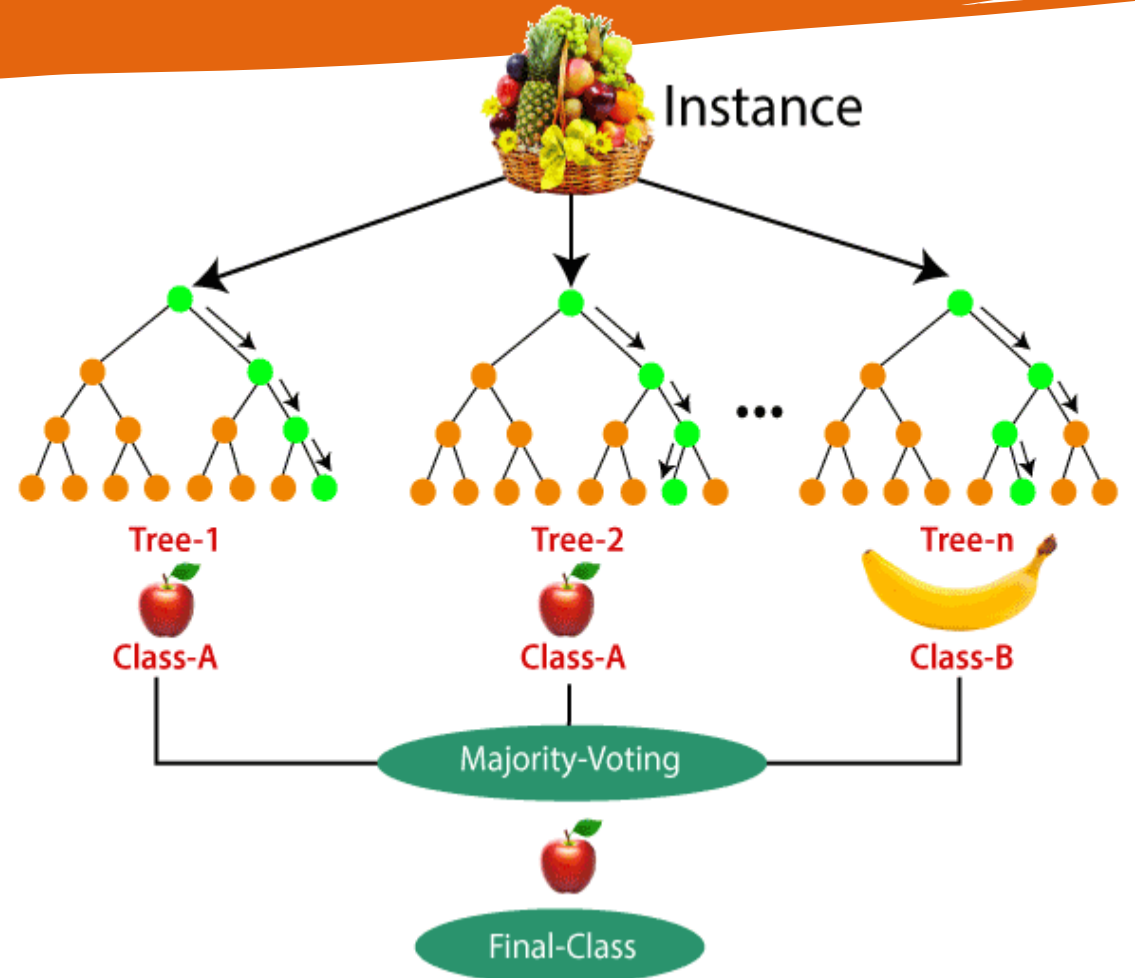 Instance
•••
Tree-1
Tree-2
Tree-n
Class-A
Class-A
Class-B
Majority-Voting
Final-Class